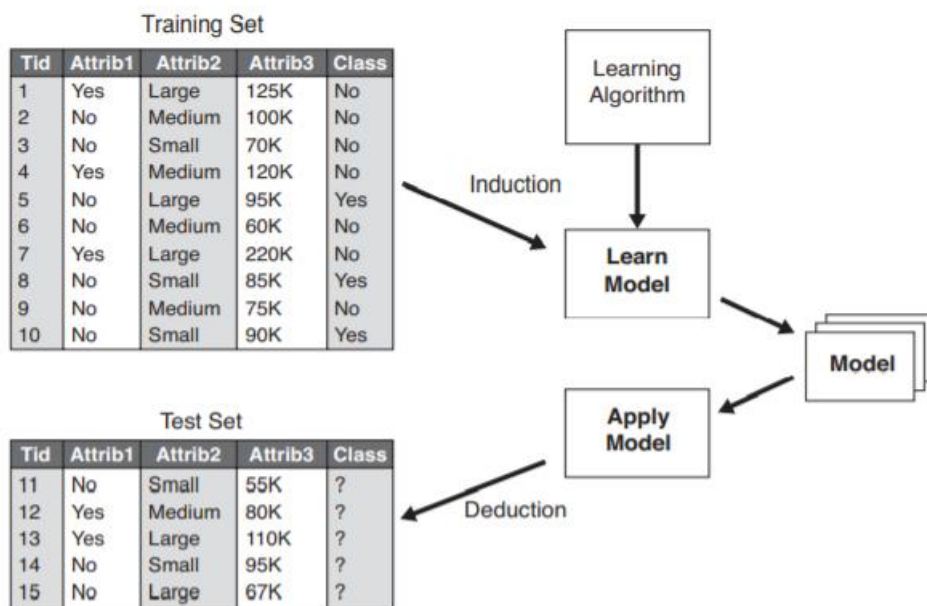 Training Set
Tid Attrib1 Attrib2 Attrib3 Class
1 Yes Large 125K No
2 No Medium 100K No
3 No Small 70K No
4 Yes Medium 120K No
5 No Large 95K Yes
6 No Medium 60K No
7 Yes Large 220K No
8 No Small 85K Yes
9 No Medium 75K No
10 No Small 90K Yes
Learning
Algorithm
Induction
Learn
Model
Model
Apply
Model
Deduction
Test Set
Tid Attrib1 Attrib2 Attrib3 Class
11 No Small 55K ?
12 Yes Medium 80K ?
13 Yes Large 110K ?
14 No Small 95K ?
15 No Large 67K ?